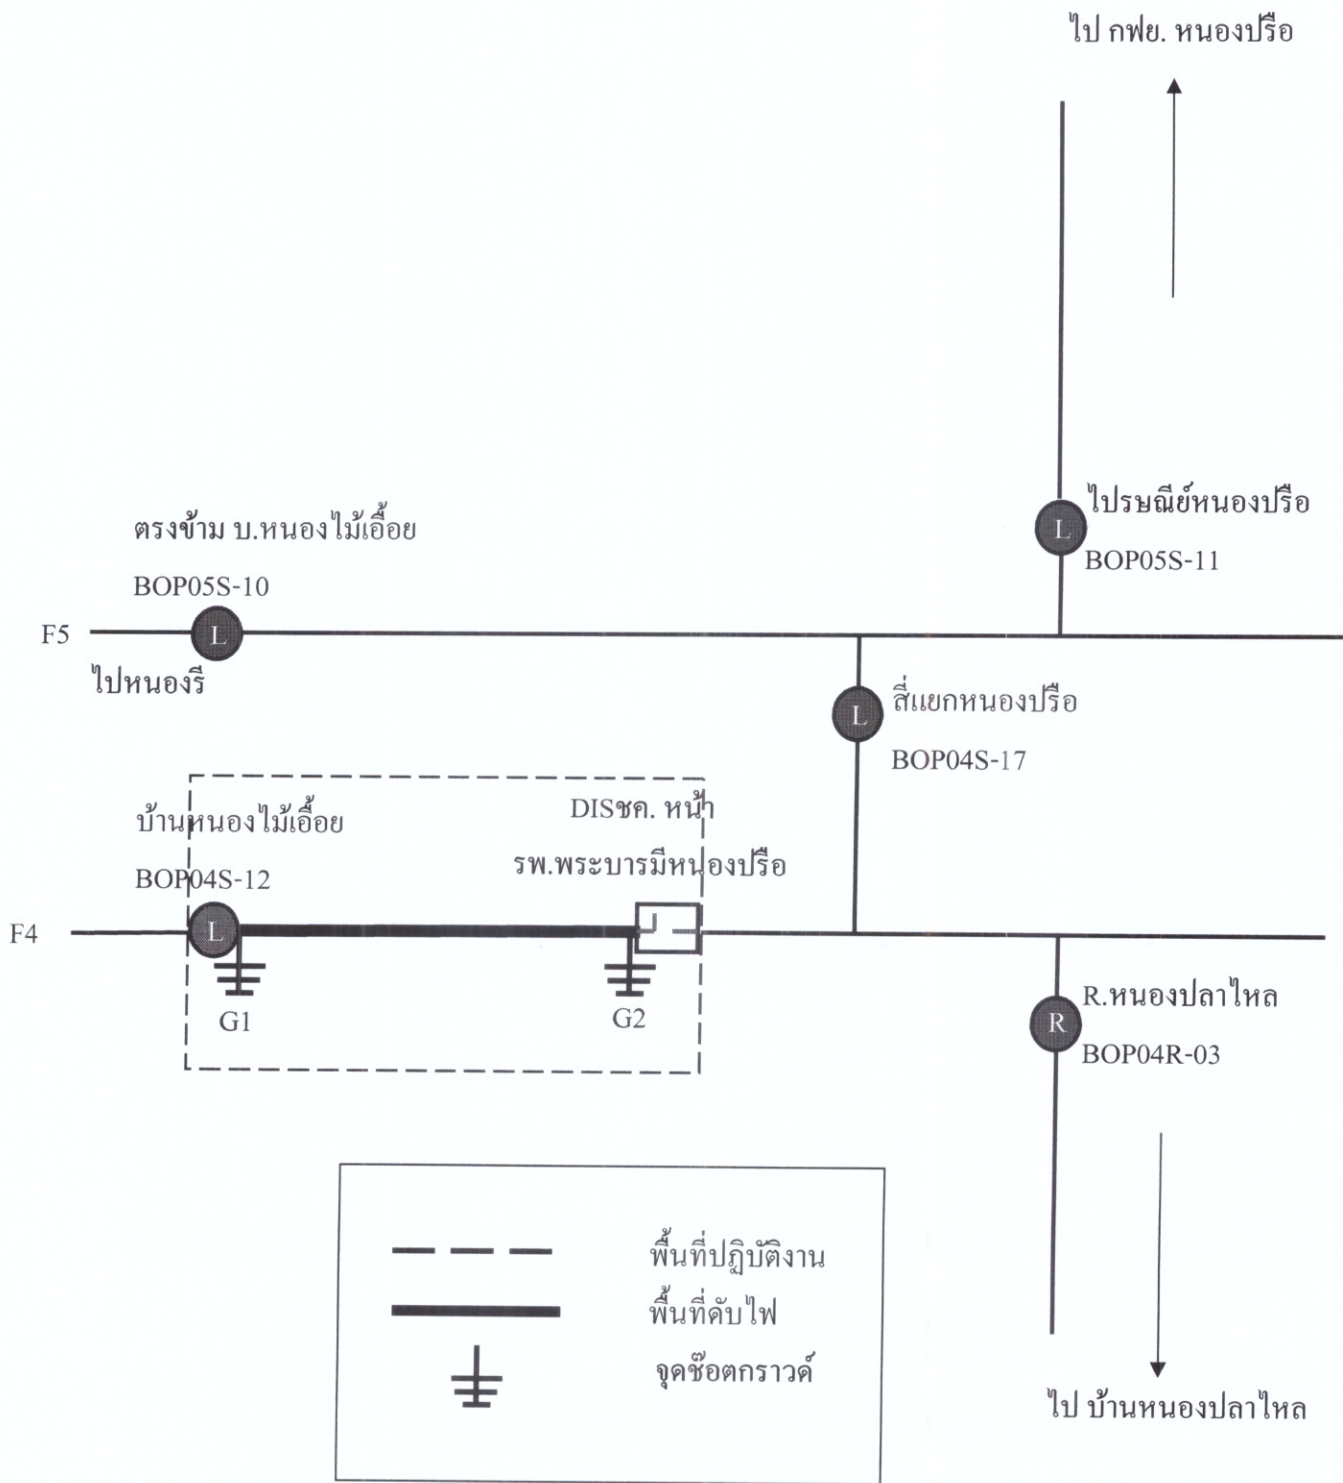 ไป กฟย. หนองปรือ
ไปรษณีย์หนองปรือ
L
BOP05S-11
ตรงข้าม บ.หนองไม้เอื้อย
BOP05S-10
F5
L
ไปหนองรี
สี่แยกหนองปรือ
L
BOP04S-17
บ้านหนองไม้เอื้อย
BOP04S-12
DISชค. หน้า
รพ.พระบารมีหนองปรือ
F4
L
G1
G2
R.หนองปลาไหล
R
BOP04R-03
พื้นที่ปฏิบัติงาน
พื้นที่ดับไฟ
จุดช๊อตกราวด์
ไป บ้านหนองปลาไหล